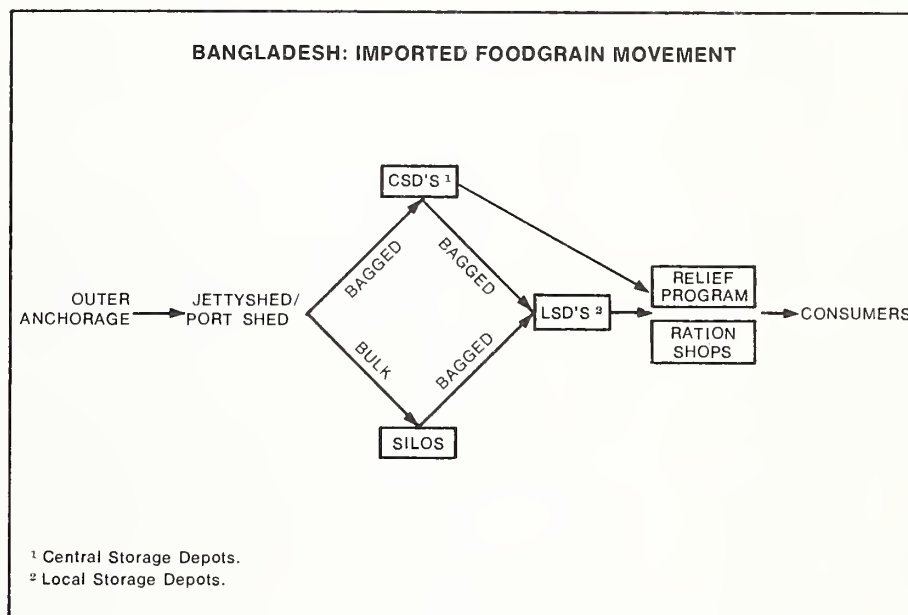 BANGLADESH: IMPORTED FOODGRAIN MOVEMENT
CSD'S ¹
BAGGED
BAGGED
OUTER
ANCHORAGE
JETTYSHED/
PORT SHED
LSD'S ²
RELIEF
PROGRAM
RATION
SHOPS
CONSUMERS
BULK
BAGGED
SILOS
¹ Central Storage Depots.
² Local Storage Depots.